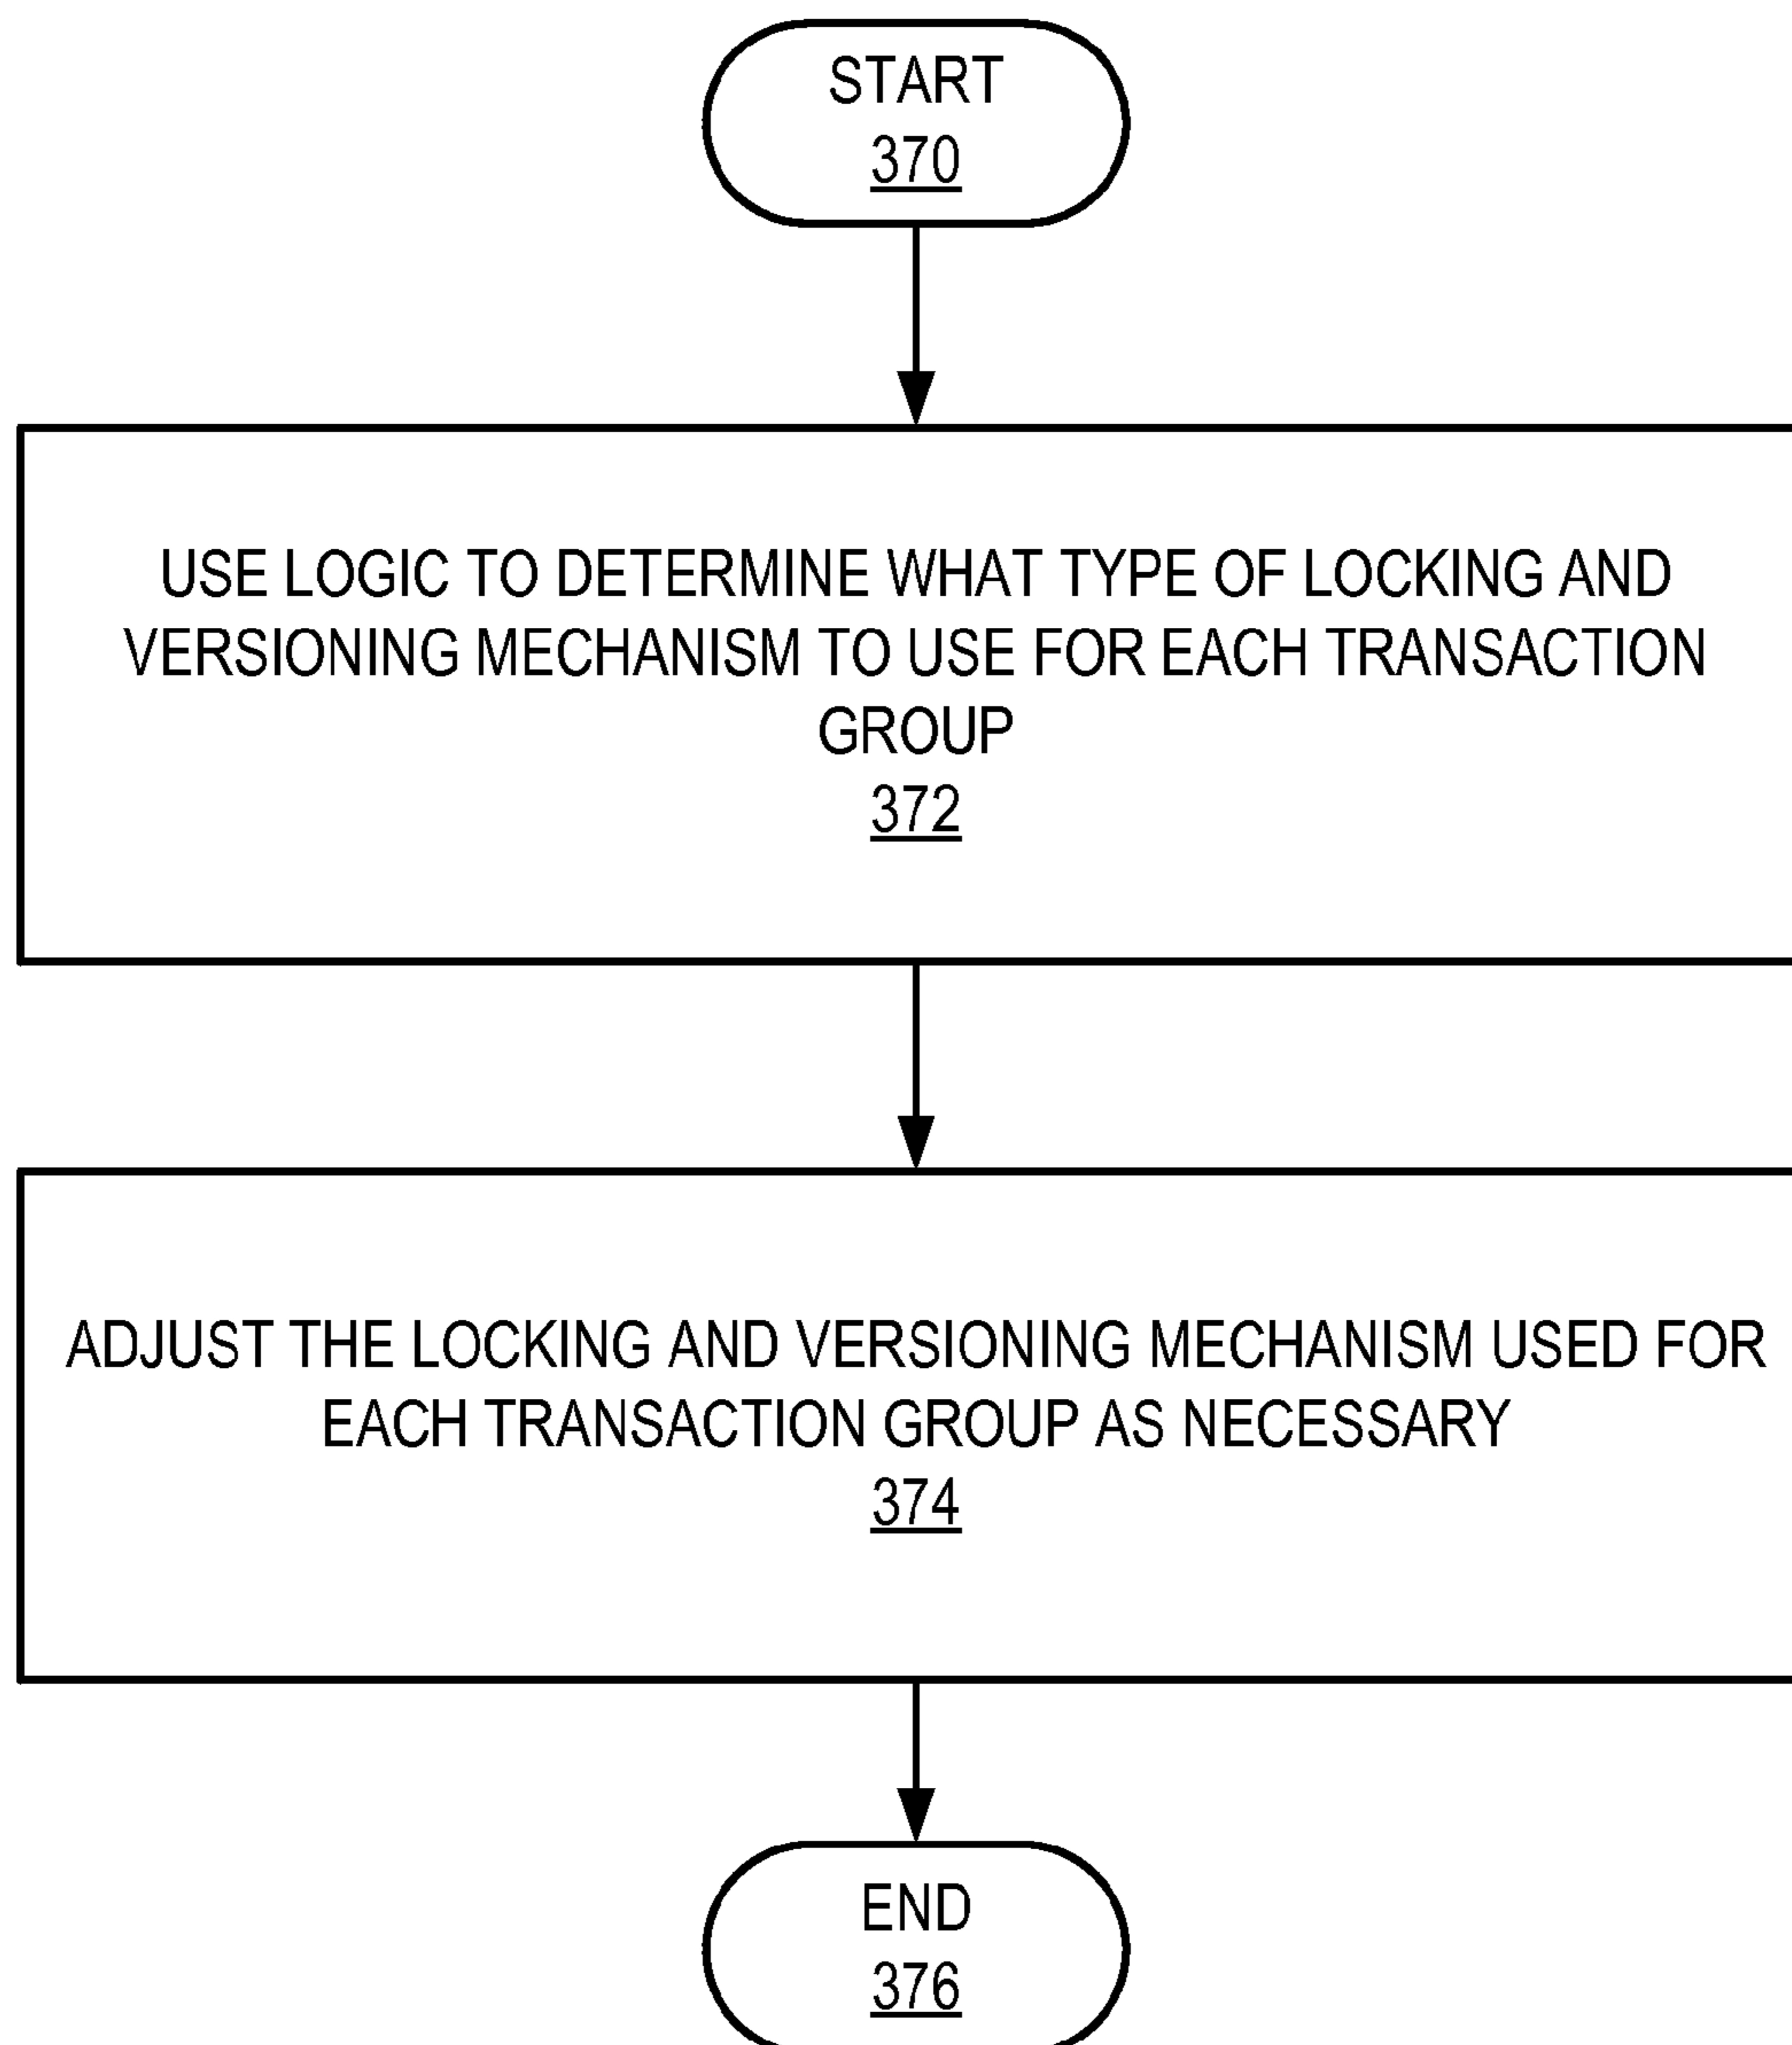 START
370
USE LOGIC TO DETERMINE WHAT TYPE OF LOCKING AND
VERSIONING MECHANISM TO USE FOR EACH TRANSACTION
GROUP
372
ADJUST THE LOCKING AND VERSIONING MECHANISM USED FOR
EACH TRANSACTION GROUP AS NECESSARY
374
END
376